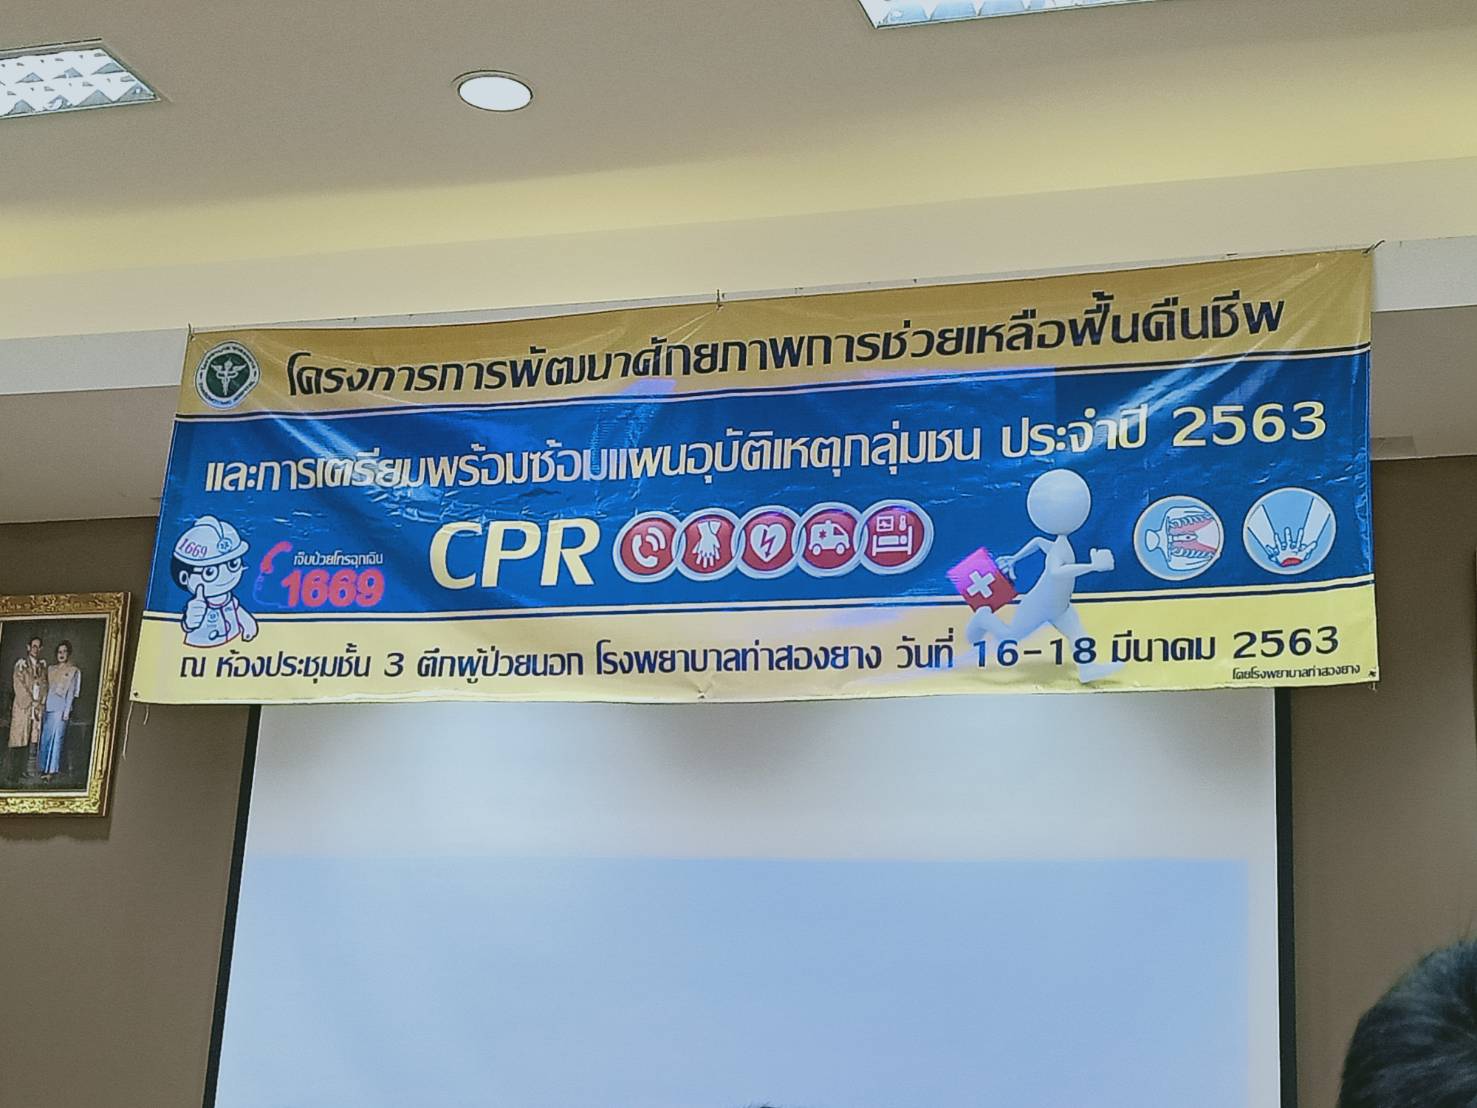 โครงการการพัฒนาศักยภาพการช่วยเหลือฟื้นคืนชีพ
และการเตรียมพร้อมซ้อมแผนอุบัติเหตุกลุ่มชน ประจำปี 2563
1669
เจ็บป่วยโทรฉุกเฉิน
1669
CPR
ณ ห้องประชุมชั้น 3 ตึกผู้ป่วยนอก โรงพยาบาลท่าสองยาง วันที่ 16-18 มีนาคม 2563
โดยโรงพยาบาลท่าสองยาง